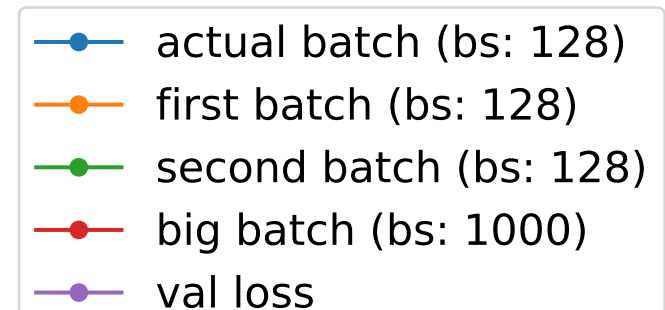 actual batch (bs: 128)
first batch (bs: 128)
second batch (bs: 128)
big batch (bs: 1000)
val loss